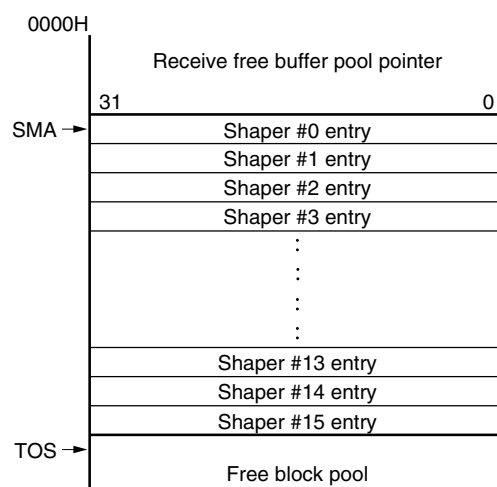 0000H
Receive free buffer pool pointer
31 0
SMA Shaper #0 entry
Shaper #1 entry
Shaper #2 entry
Shaper #3 entry
Shaper #13 entry
Shaper #14 entry
Shaper #15 entry
TOS
Free block pool